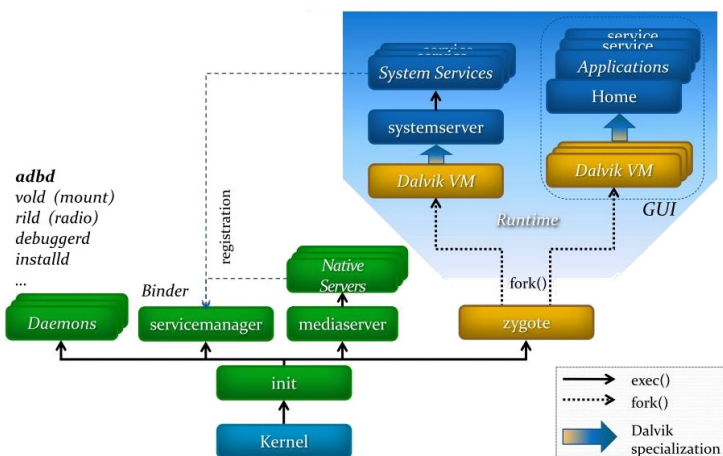 service
service
service
System Services
Applications
Home
systemserver
Dalvik VM
Dalvik VM
adbd
vold (mount)
rild (radio)
debuggerd
installd
...
registration
Runtime
GUI
Native
Servers
fork()
Binder
Daemons
servicemanager
mediaserver
zygote
init
Kernel
exec()
fork()
Dalvik
specialization